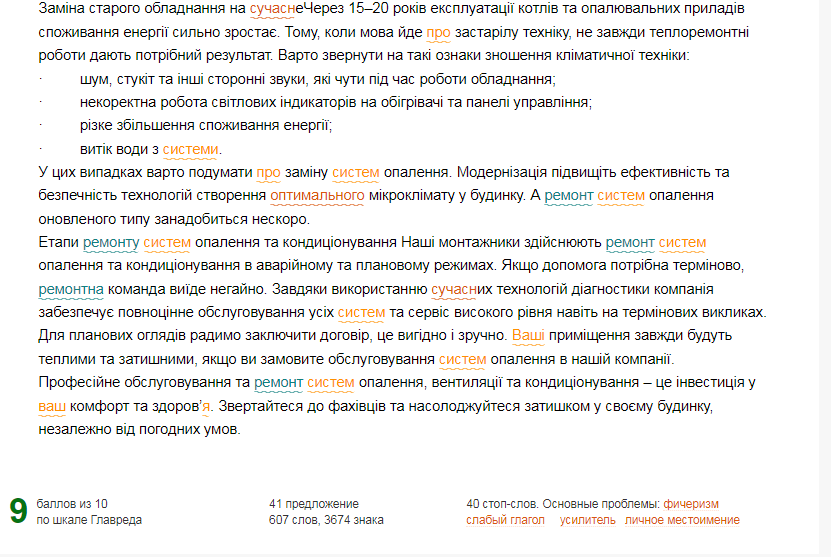 Заміна старого обладнання на сучаснеЧерез 15–20 років експлуатації котлів та опалювальних приладів
споживання енергії сильно зростає. Тому, коли мова йде про застарілу техніку, не завжди теплоремонтні
роботи дають потрібний результат. Варто звернути на такі ознаки зношення кліматичної техніки:
· шум, стукіт та інші сторонні звуки, які чути під час роботи обладнання;
· некоректна робота світлових індикаторів на обігрівачі та панелі управління;
· різке збільшення споживання енергії;
· витік води з системи.
У цих випадках варто подумати про заміну систем опалення. Модернізація підвищіть ефективність та
безпечність технологій створення оптимального мікроклімату у будинку. А ремонт систем опалення
оновленого типу занадобиться нескоро.
Етапи ремонту систем опалення та кондиціонування Наші монтажники здійснюють ремонт систем
опалення та кондиціонування в аварійному та плановому режимах. Якщо допомога потрібна терміново,
ремонтна команда виїде негайно. Завдяки використанню сучасних технологій діагностики компанія
забезпечує повноцінне обслуговування усіх систем та сервіс високого рівня навіть на термінових викликах.
Для планових оглядів радимо заключити договір, це вигідно і зручно. Ваші приміщення завжди будуть
теплими та затишними, якщо ви замовите обслуговування систем опалення в нашій компанії.
Професійне обслуговування та ремонт систем опалення, вентиляції та кондиціонування – це інвестиція у
ваш комфорт та здоров’я. Звертайтеся до фахівців та насолоджуйтеся затишком у своєму будинку,
незалежно від погодних умов.
9 баллов из 10 41 предложение 40 стоп-слов. Основные проблемы: фичеризм
по шкале Главреда 607 слов, 3674 знака слабый глагол усилитель личное местоимение